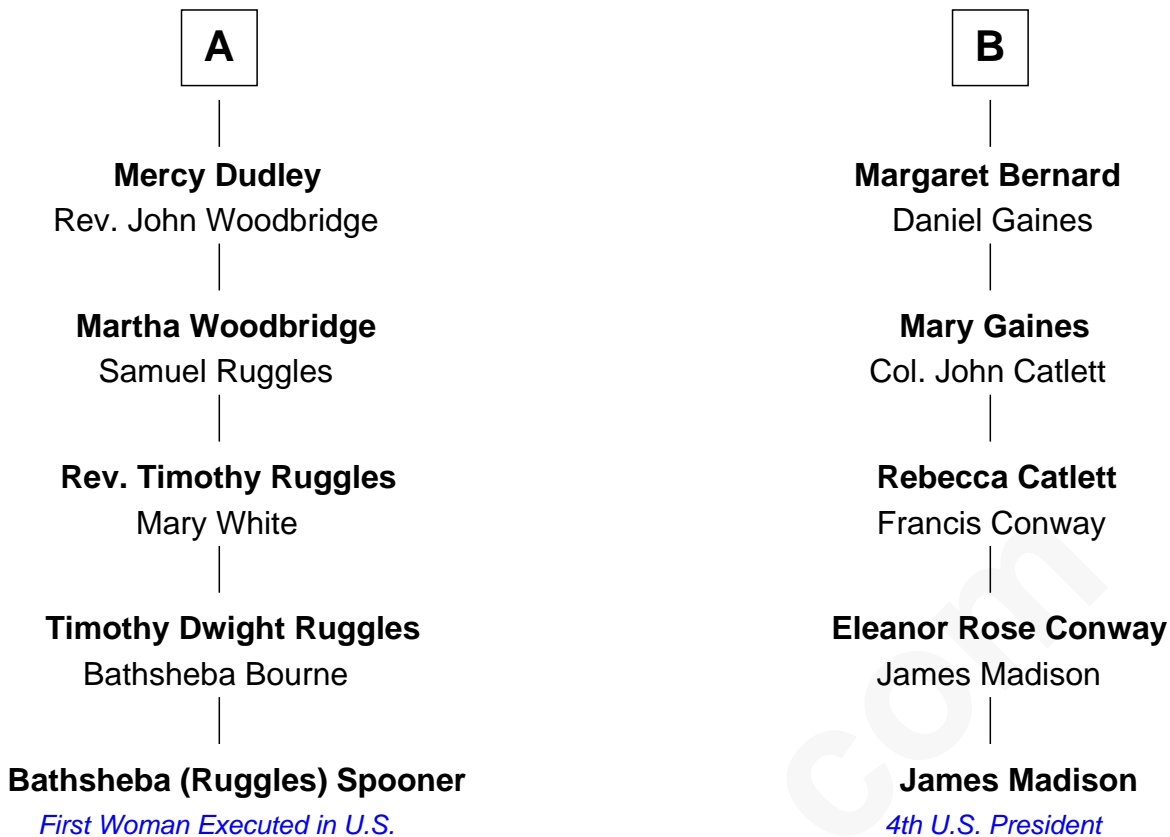 A
Mercy Dudley
Rev. John Woodbridge
Martha Woodbridge
Samuel Ruggles
Rev. Timothy Ruggles
Mary White
Timothy Dwight Ruggles
Bathsheba Bourne
Bathsheba (Ruggles) Spooner
First Woman Executed in U.S.
B
Margaret Bernard
Daniel Gaines
Mary Gaines
Col. John Catlett
Rebecca Catlett
Francis Conway
Eleanor Rose Conway
James Madison
James Madison
4th U.S. President
com